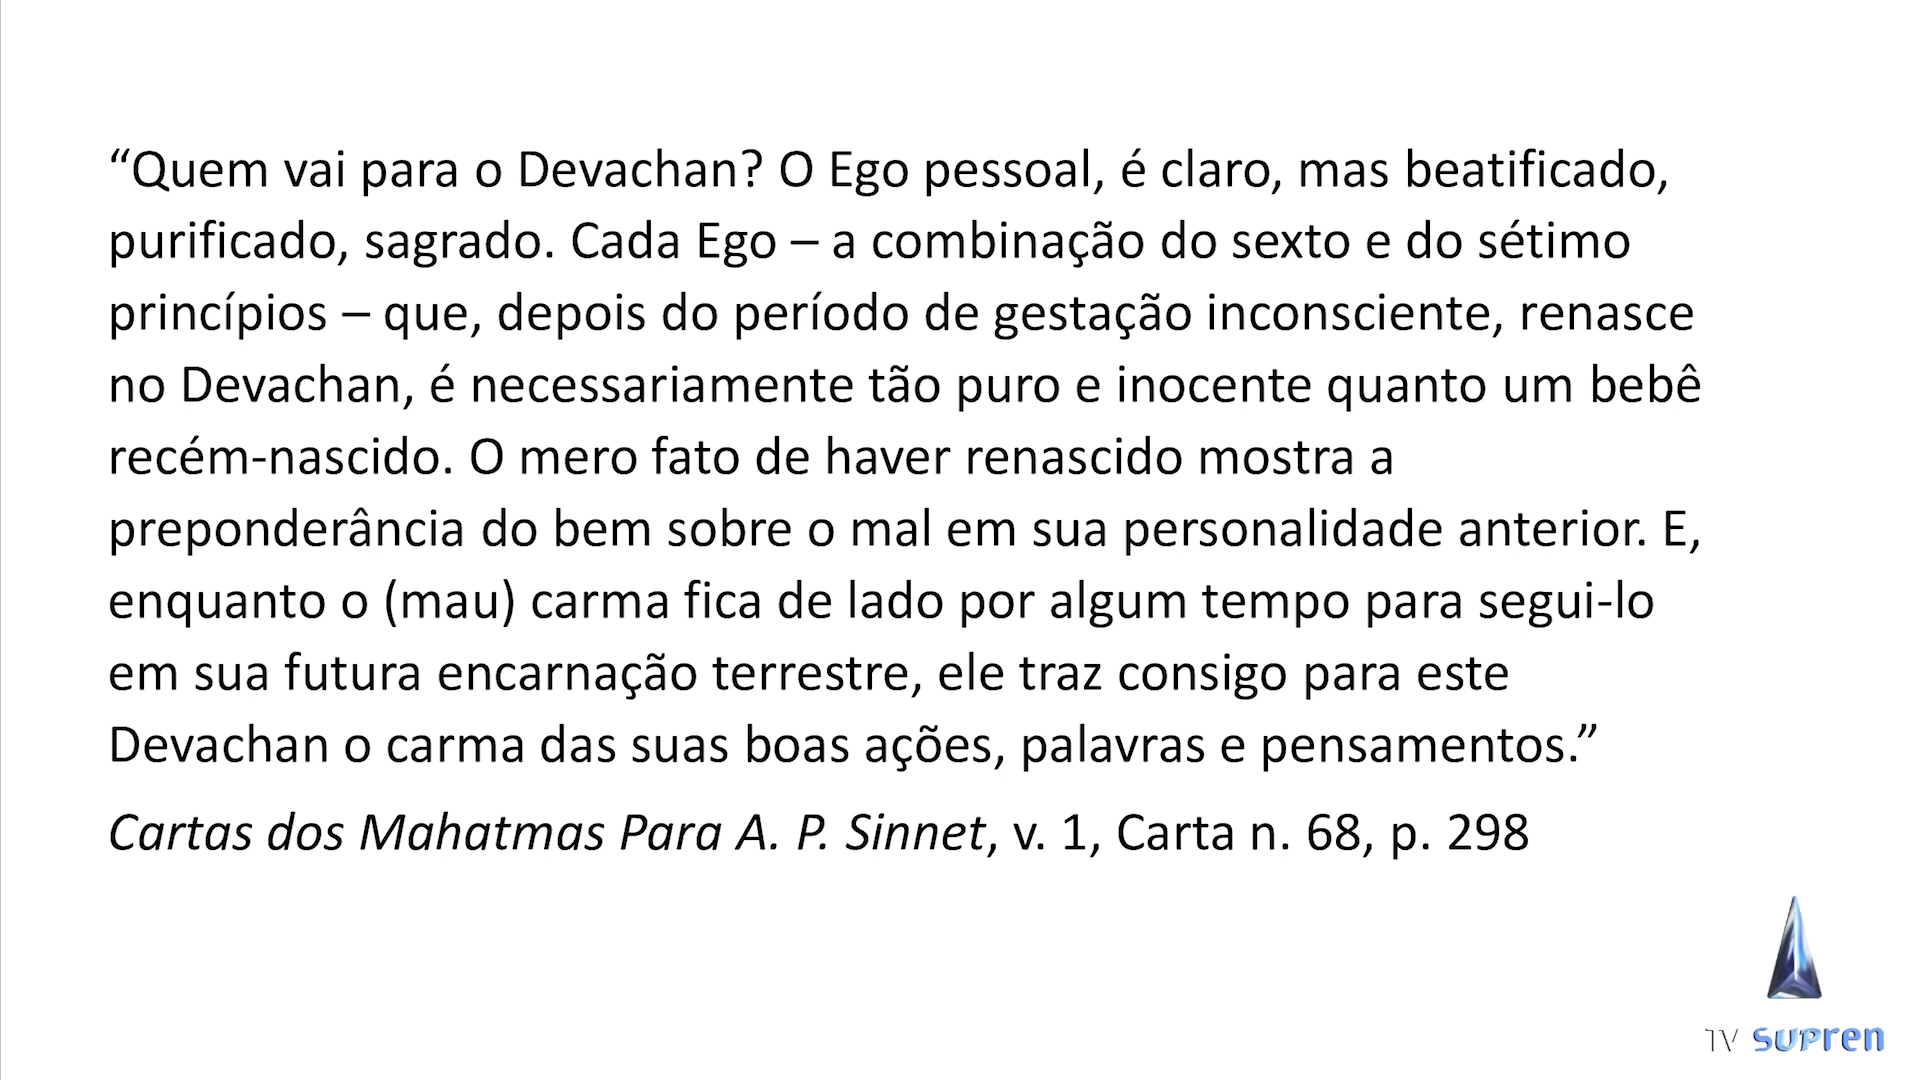 “Quem vai para o Devachan? O Ego pessoal, é claro, mas beatificado,
purificado, sagrado. Cada Ego – a combinação do sexto e do sétimo
princípios – que, depois do período de gestação inconsciente, renasce
no Devachan, é necessariamente tão puro e inocente quanto um bebê
recém-nascido. O mero fato de haver renascido mostra a
preponderância do bem sobre o mal em sua personalidade anterior. E,
enquanto o (mau) carma fica de lado por algum tempo para segui-lo
em sua futura encarnação terrestre, ele traz consigo para este
Devachan o carma das suas boas ações, palavras e pensamentos.”
Cartas dos Mahatmas Para A. P. Sinnet, v. 1, Carta n. 68, p. 298
TV Supren